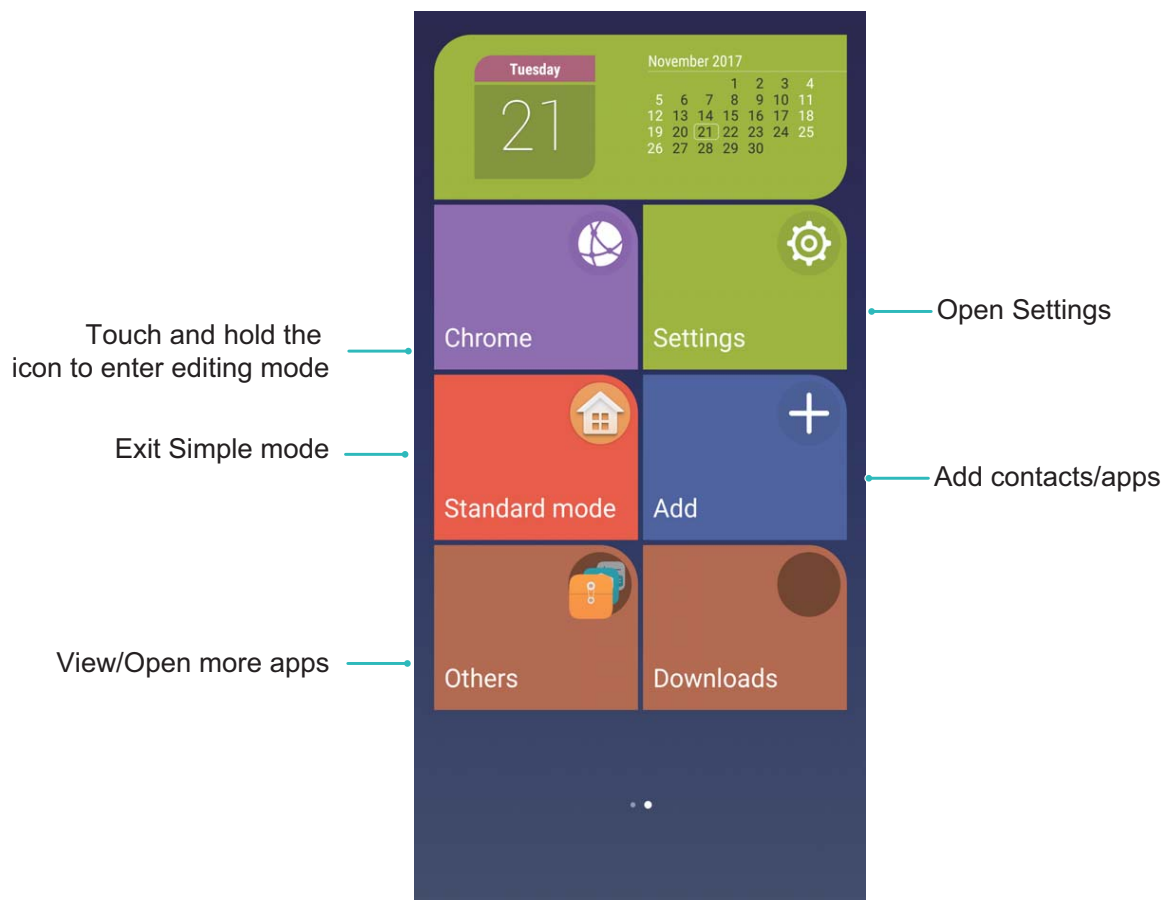 Tuesday
21
November 2017
1 2 3 4
5 6 7 8 9 10 11
12 13 14 15 16 17 18
19 20 21 22 23 24 25
26 27 28 29 30
Chrome
Settings
Touch and hold the
icon to enter editing mode
Open Settings
Exit Simple mode
Standard mode
Add
Add contacts/apps
View/Open more apps
Others
Downloads